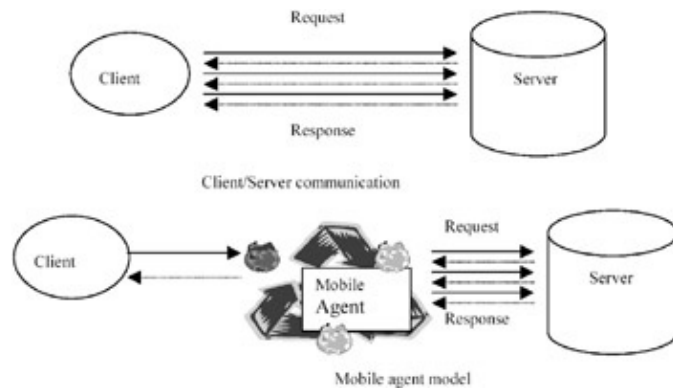 Request
Client
Server
Response
Client/Server communication
Request
Client
Mobile
Agent
Server
Response
Mobile agent model